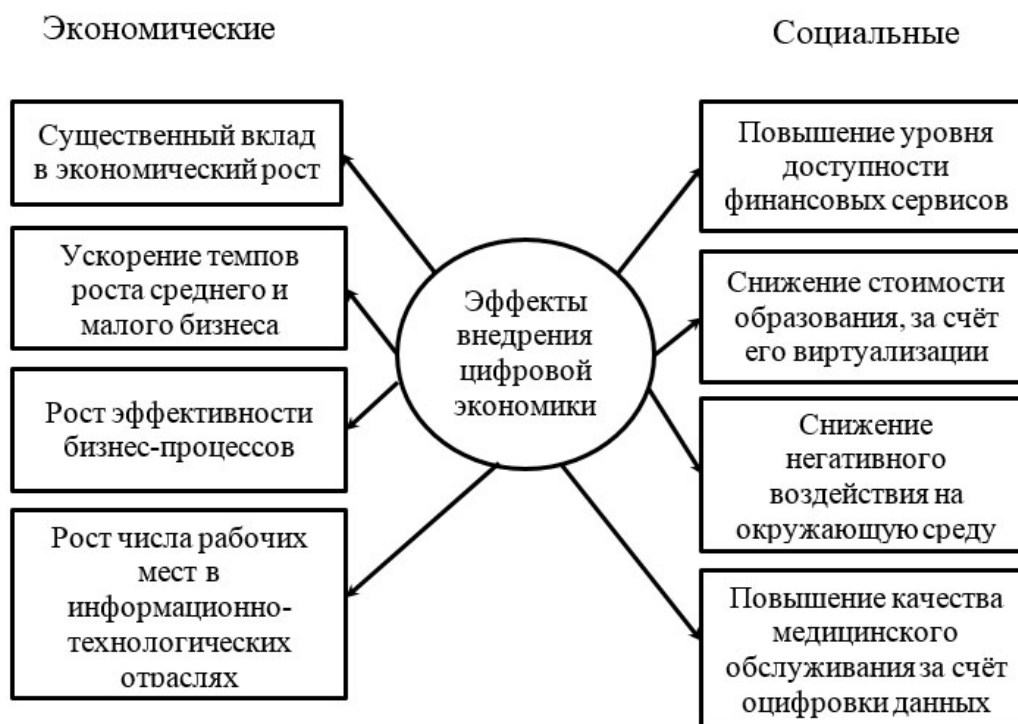 Экономические
Социальные
Существенный вклад
в экономический рост
Ускорение темпов
роста среднего и
малого бизнеса
Рост эффективности
бизнес-процессов
Рост числа рабочих
мест в
информационно-
технологических
отраслях
Эффекты
внедрения
цифровой
экономики
Повышение уровня
доступности
финансовых сервисов
Снижение стоимости
образования, за счёт
его виртуализации
Снижение
негативного
воздействия на
окружающую среду
Повышение качества
медицинского
обслуживания за счёт
оцифровки данных